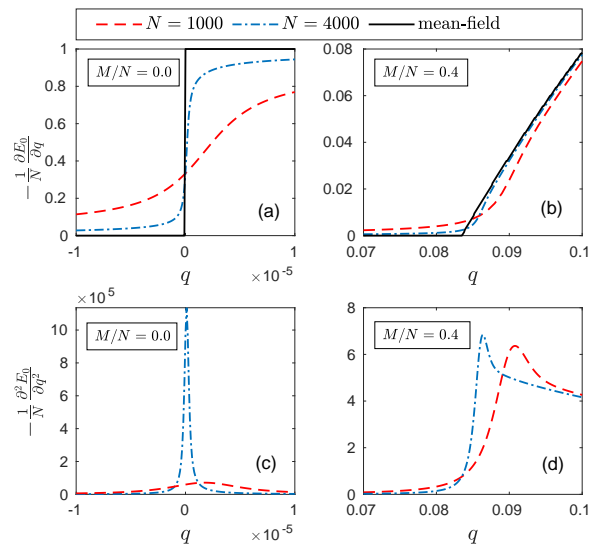 N = 1000 N = 4000 mean-field
1 0.8 0.6 0.4 0.2 0
M/N = 0.0
(a)
-1 0 1
q ×10⁻⁵
−1/N ∂E₀/∂q
0.08 0.06 0.04 0.02 0
M/N = 0.4
(b)
0.07 0.08 0.09 0.1
q
×10⁵
10 8 6 4 2 0
M/N = 0.0
(c)
-1 0 1
q ×10⁻⁵
−1/N ∂²E₀/∂q²
8 6 4 2 0
M/N = 0.4
(d)
0.07 0.08 0.09 0.1
q